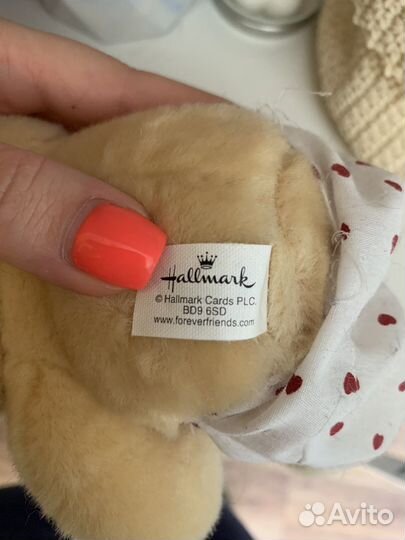 Hallmark
© Hallmark Cards PLC.
BD9 6SD
www.foreverfriends.com
Avito